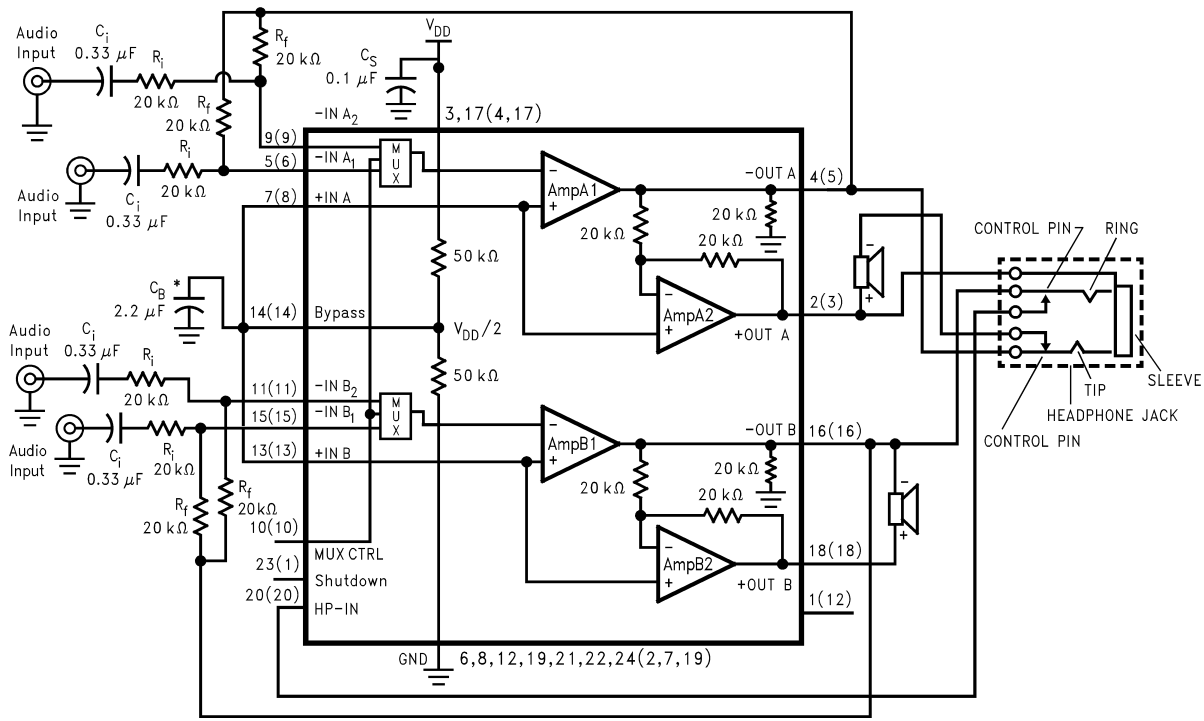 Audio
Input
C_i
0.33 μF
R_i
20 kΩ
R_f
20 kΩ
R_f
20 kΩ
V_DD
C_S
0.1 μF
-IN A_2
3,17(4,17)
9(9)
-IN A_1
5(6)
MUX
R_i
20 kΩ
Audio
Input
C_i
0.33 μF
7(8)
+IN A
-
AmpA1
+
-OUT A
4(5)
20 kΩ
20 kΩ
20 kΩ
50 kΩ
-
+
CONTROL PIN
RING
C_B *
2.2 μF
14(14)
Bypass
V_DD/2
-
AmpA2
+
2(3)
+OUT A
C_i
0.33 μF
Audio
Input
R_i
20 kΩ
50 kΩ
TIP
SLEEVE
HEADPHONE JACK
CONTROL PIN
11(11)
-IN B_2
15(15)
-IN B_1
MUX
Audio
Input
C_i
0.33 μF
R_i
20 kΩ
13(13)
+IN B
-
AmpB1
+
-OUT B
16(16)
20 kΩ
20 kΩ
20 kΩ
-
+
R_f
20 kΩ
R_f
20kΩ
10(10)
MUX CTRL
23(1)
Shutdown
20(20)
HP-IN
-
AmpB2
+
18(18)
+OUT B
1(12)
GND
6,8,12,19,21,22,24(2,7,19)